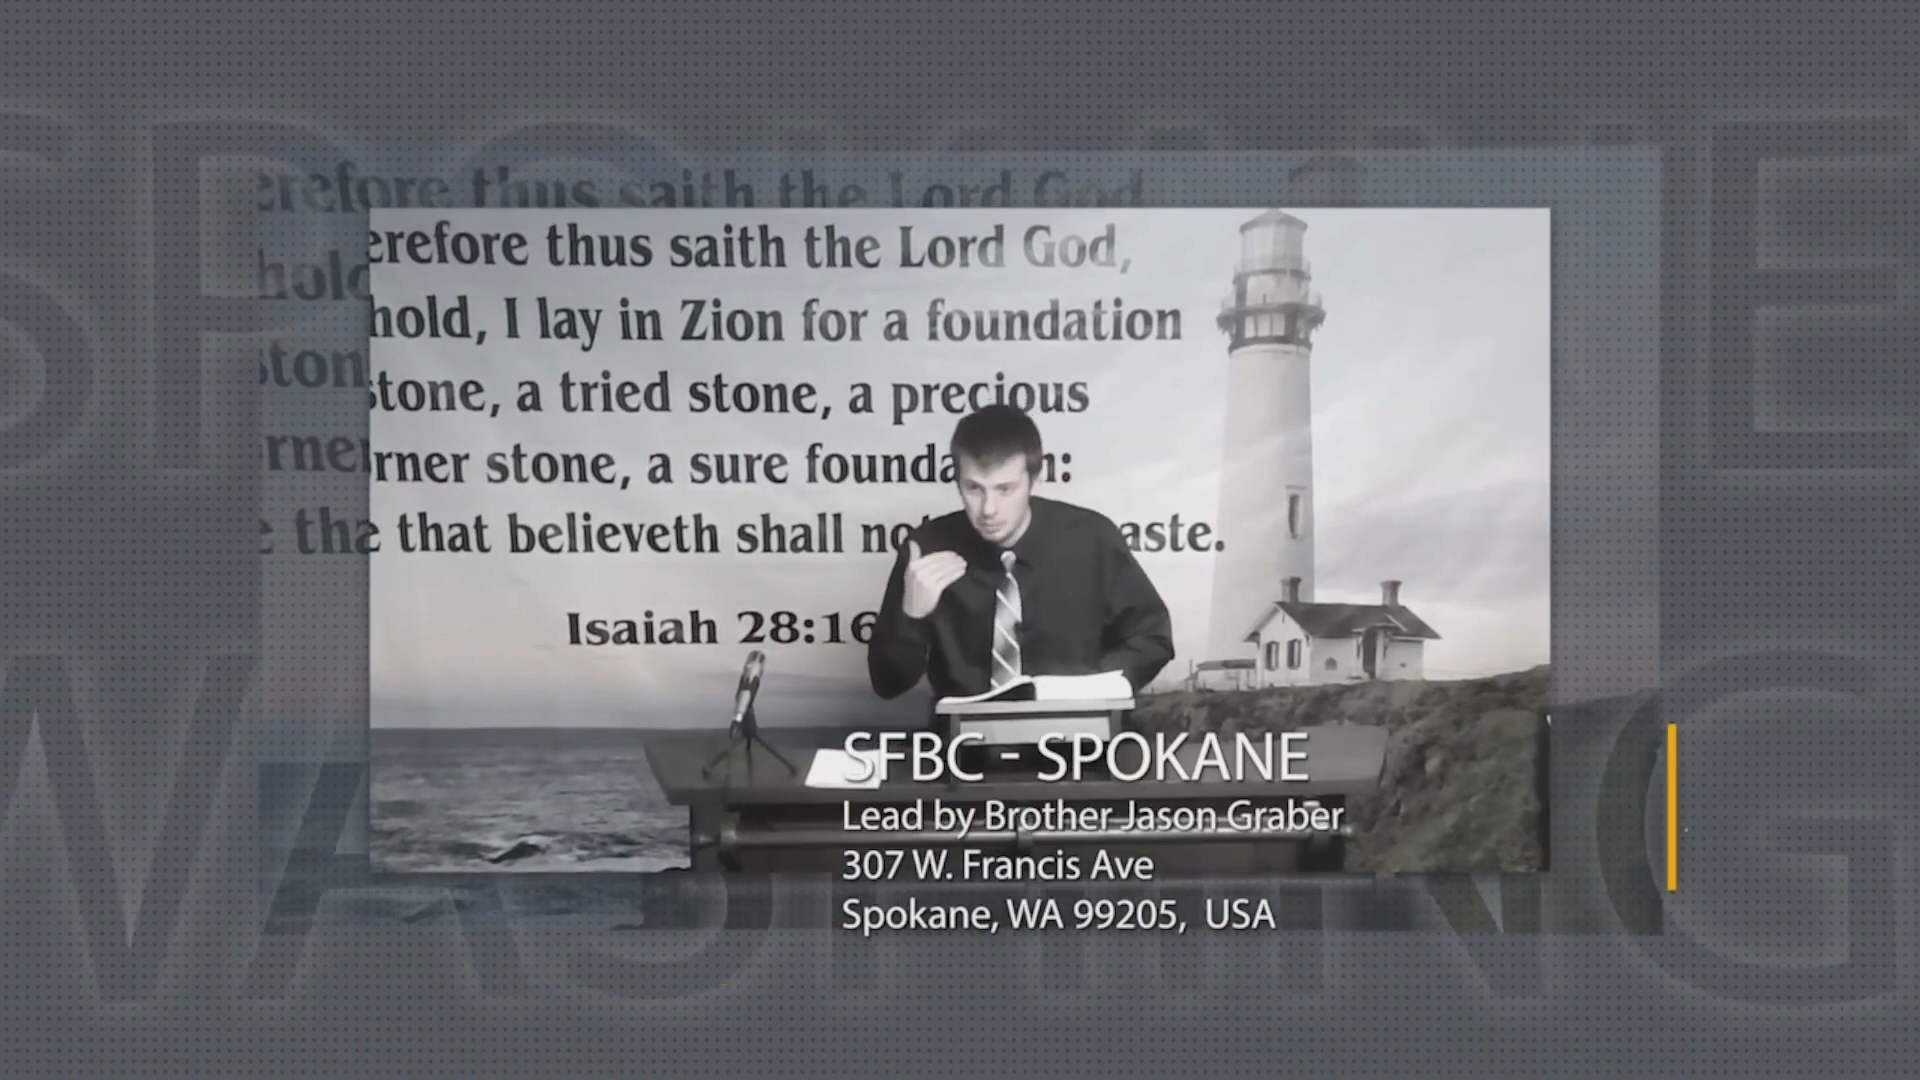 SPOKANE
erefore thus saith the Lord God,
hold, I lay in Zion for a foundation
stone, a tried stone, a precious
rner stone, a sure founda n:
e that believeth shall no aste.
Isaiah 28:16
SFBC - SPOKANE
Lead by Brother Jason Graber
307 W. Francis Ave
Spokane, WA 99205, USA
WASHING